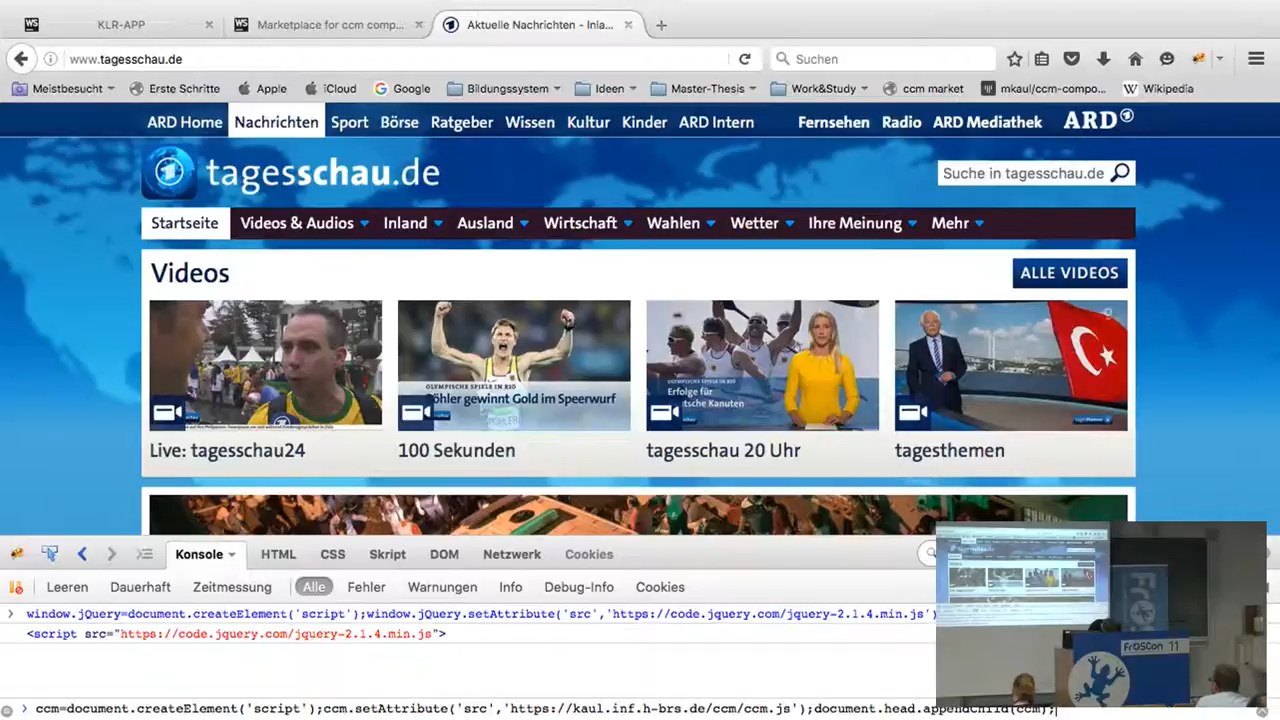 KLR-APP
Marketplace for ccm comp...
Aktuelle Nachrichten - Inla...
www.tagesschau.de
Suchen
Meistbesucht
Erste Schritte
Apple
iCloud
Google
Bildungssystem
Ideen
Master-Thesis
Work&Study
ccm market
mkaul/ccm-compo...
Wikipedia
ARD Home Nachrichten Sport Börse Ratgeber Wissen Kultur Kinder ARD Intern Fernsehen Radio ARD Mediathek ARD
tagesschau.de
Suche in tagesschau.de
Startseite Videos & Audios Inland Ausland Wirtschaft Wahlen Wetter Ihre Meinung Mehr
Videos
ALLE VIDEOS
OLYMPISCHE SPIELE IN RIO
Röhler gewinnt Gold im Speerwurf
OLYMPISCHE SPIELE IN RIO
Erfolge für
deutsche Kanuten
Live: tagesschau24
100 Sekunden
tagesschau 20 Uhr
tagesthemen
Konsole HTML CSS Skript DOM Netzwerk Cookies
Leeren Dauerhaft Zeitmessung Alle Fehler Warnungen Info Debug-Info Cookies
window.jQuery=document.createElement('script');window.jQuery.setAttribute('src','https://code.jquery.com/jquery-2.1.4.min.js')
<script src="https://code.jquery.com/jquery-2.1.4.min.js">
ccm=document.createElement('script');ccm.setAttribute('src','https://kaul.inf.h-brs.de/ccm/ccm.js');document.head.appendChild(ccm);
FrOSCon 11